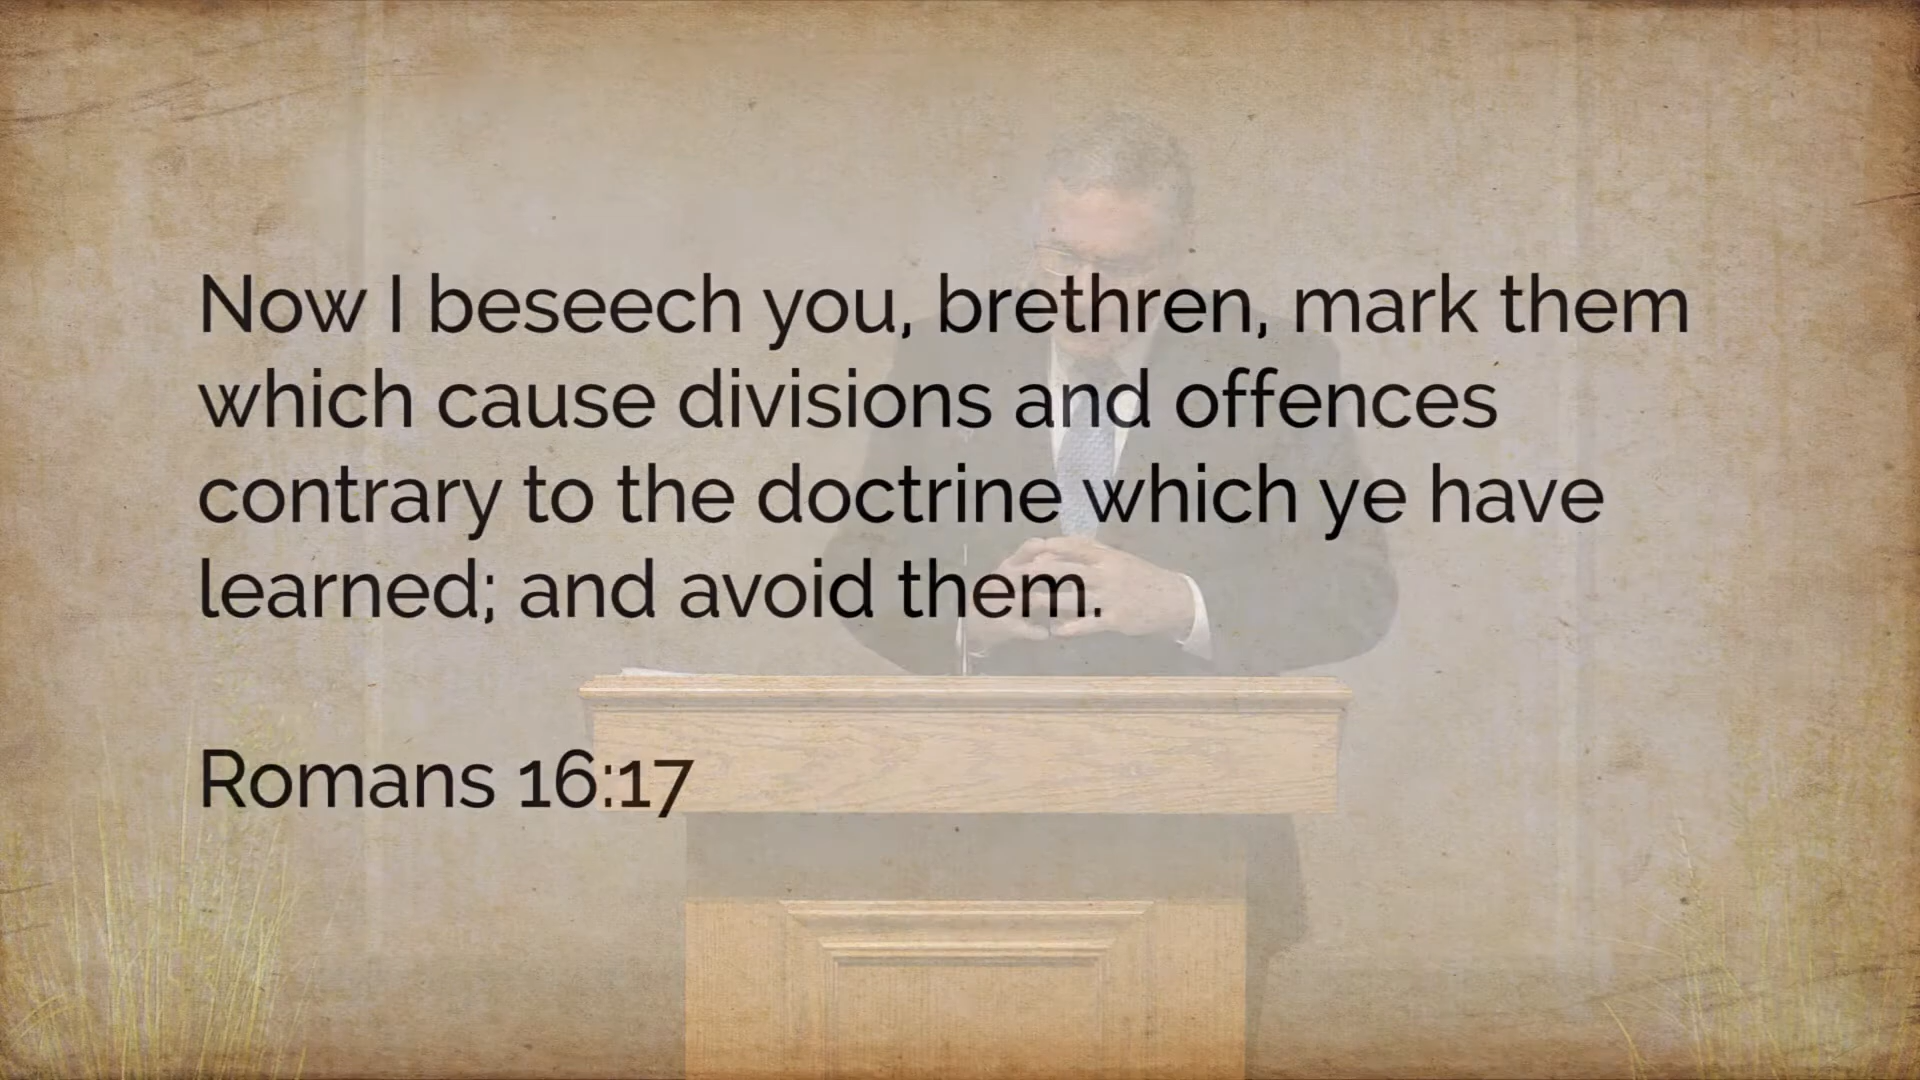 Now I beseech you, brethren, mark them
which cause divisions and offences
contrary to the doctrine which ye have
learned; and avoid them.
Romans 16:17